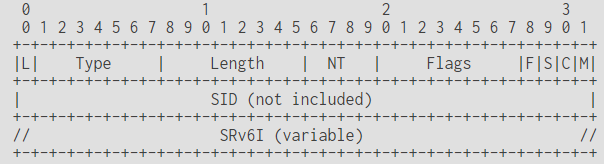 0                   1                   2                   3
 0 1 2 3 4 5 6 7 8 9 0 1 2 3 4 5 6 7 8 9 0 1 2 3 4 5 6 7 8 9 0 1
+-+-+-+-+-+-+-+-+-+-+-+-+-+-+-+-+-+-+-+-+-+-+-+-+-+-+-+-+-+-+-+-+
|L|    Type     |     Length    |  NT   |        Flags  |F|S|C|M|
+-+-+-+-+-+-+-+-+-+-+-+-+-+-+-+-+-+-+-+-+-+-+-+-+-+-+-+-+-+-+-+-+
|                     SID (not included)                        |
+-+-+-+-+-+-+-+-+-+-+-+-+-+-+-+-+-+-+-+-+-+-+-+-+-+-+-+-+-+-+-+-+
//                     SRv6I (variable)                        //
+-+-+-+-+-+-+-+-+-+-+-+-+-+-+-+-+-+-+-+-+-+-+-+-+-+-+-+-+-+-+-+-+